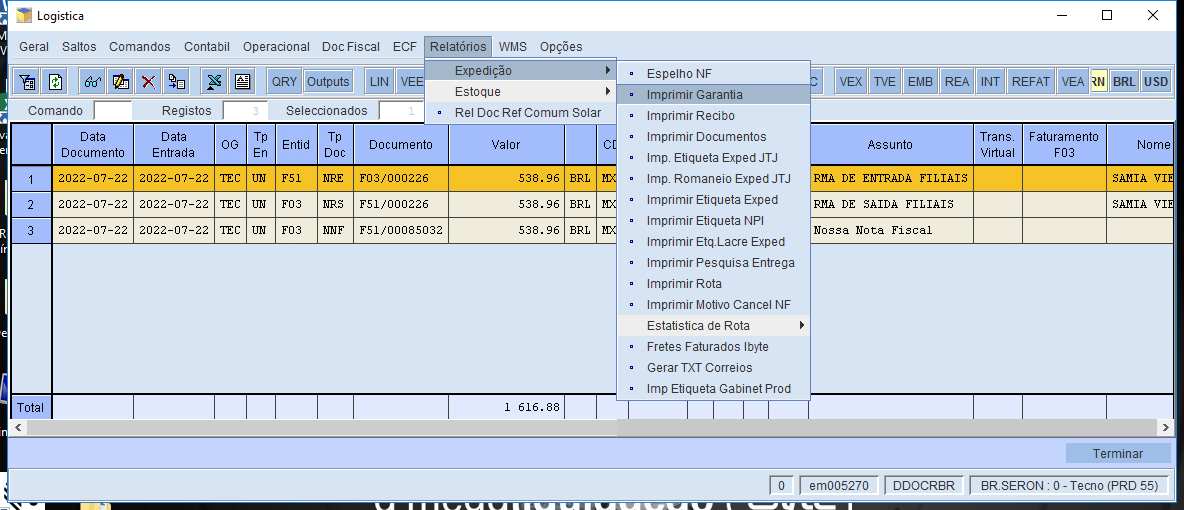 Logistica
Geral Saltos Comandos Contabil Operacional Doc Fiscal ECF Relatórios WMS Opções
QRY Outputs LIN VEE C VEX TVE EMB REA INT REFAT VEA RN BRL USD
Comando Registos 3 Seleccionados 1
Expedição
Estoque
Rel Doc Ref Comum Solar
Espelho NF
Imprimir Garantia
Imprimir Recibo
Imprimir Documentos
Imp. Etiqueta Exped JTJ
Imp. Romaneio Exped JTJ
Imprimir Etiqueta Exped
Imprimir Etiqueta NPI
Imprimir Etq.Lacre Exped
Imprimir Pesquisa Entrega
Imprimir Rota
Imprimir Motivo Cancel NF
Estatistica de Rota
Fretes Faturados Ibyte
Gerar TXT Correios
Imp Etiqueta Gabinet Prod
Data Documento Data Entrada OG Tp En Entid Tp Doc Documento Valor CD Assunto Trans. Virtual Faturamento F03 Nome
1 2022-07-22 2022-07-22 TEC UN F51 NRE F03/000226 538.96 BRL MX RMA DE ENTRADA FILIAIS SAMIA VIE
2 2022-07-22 2022-07-22 TEC UN F03 NRS F51/000226 538.96 BRL MX RMA DE SAIDA FILIAIS SAMIA VIE
3 2022-07-22 2022-07-22 TEC UN F03 NNF F51/00085032 538.96 BRL MX Nossa Nota Fiscal
Total 1 616.88
Terminar
0 em005270 DDOCRBR BR.SERON : 0 - Tecno (PRD 55)